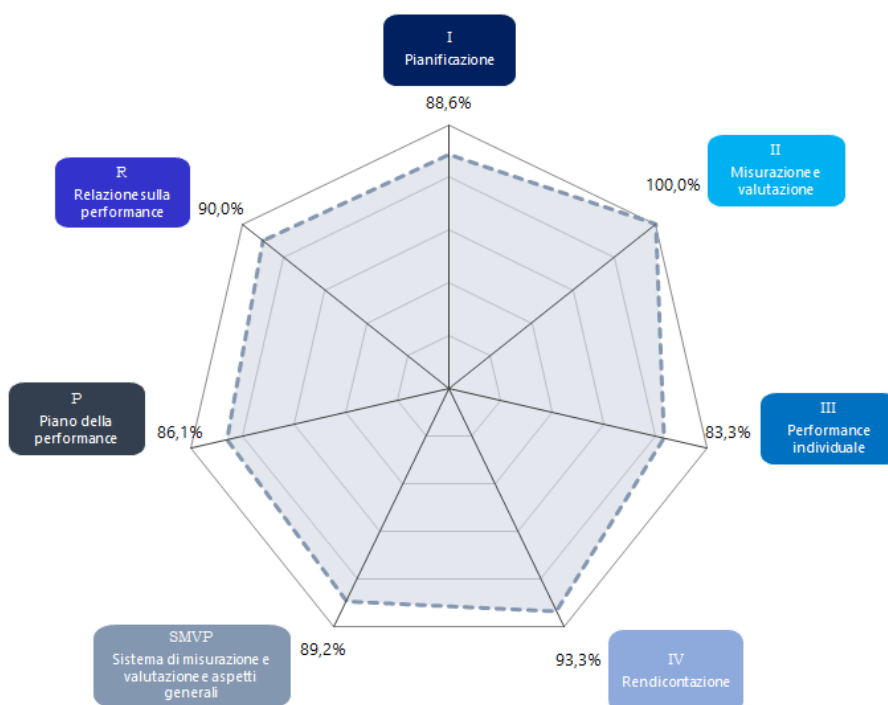 I
Pianificazione
88,6%
II
Misurazione e
valutazione
100,0%
R
Relazione sulla
performance
90,0%
III
Performance
individuale
83,3%
P
Piano della
performance
86,1%
SMVP
Sistema di misurazione e
valutazione e aspetti
generali
89,2%
IV
Rendicontazione
93,3%